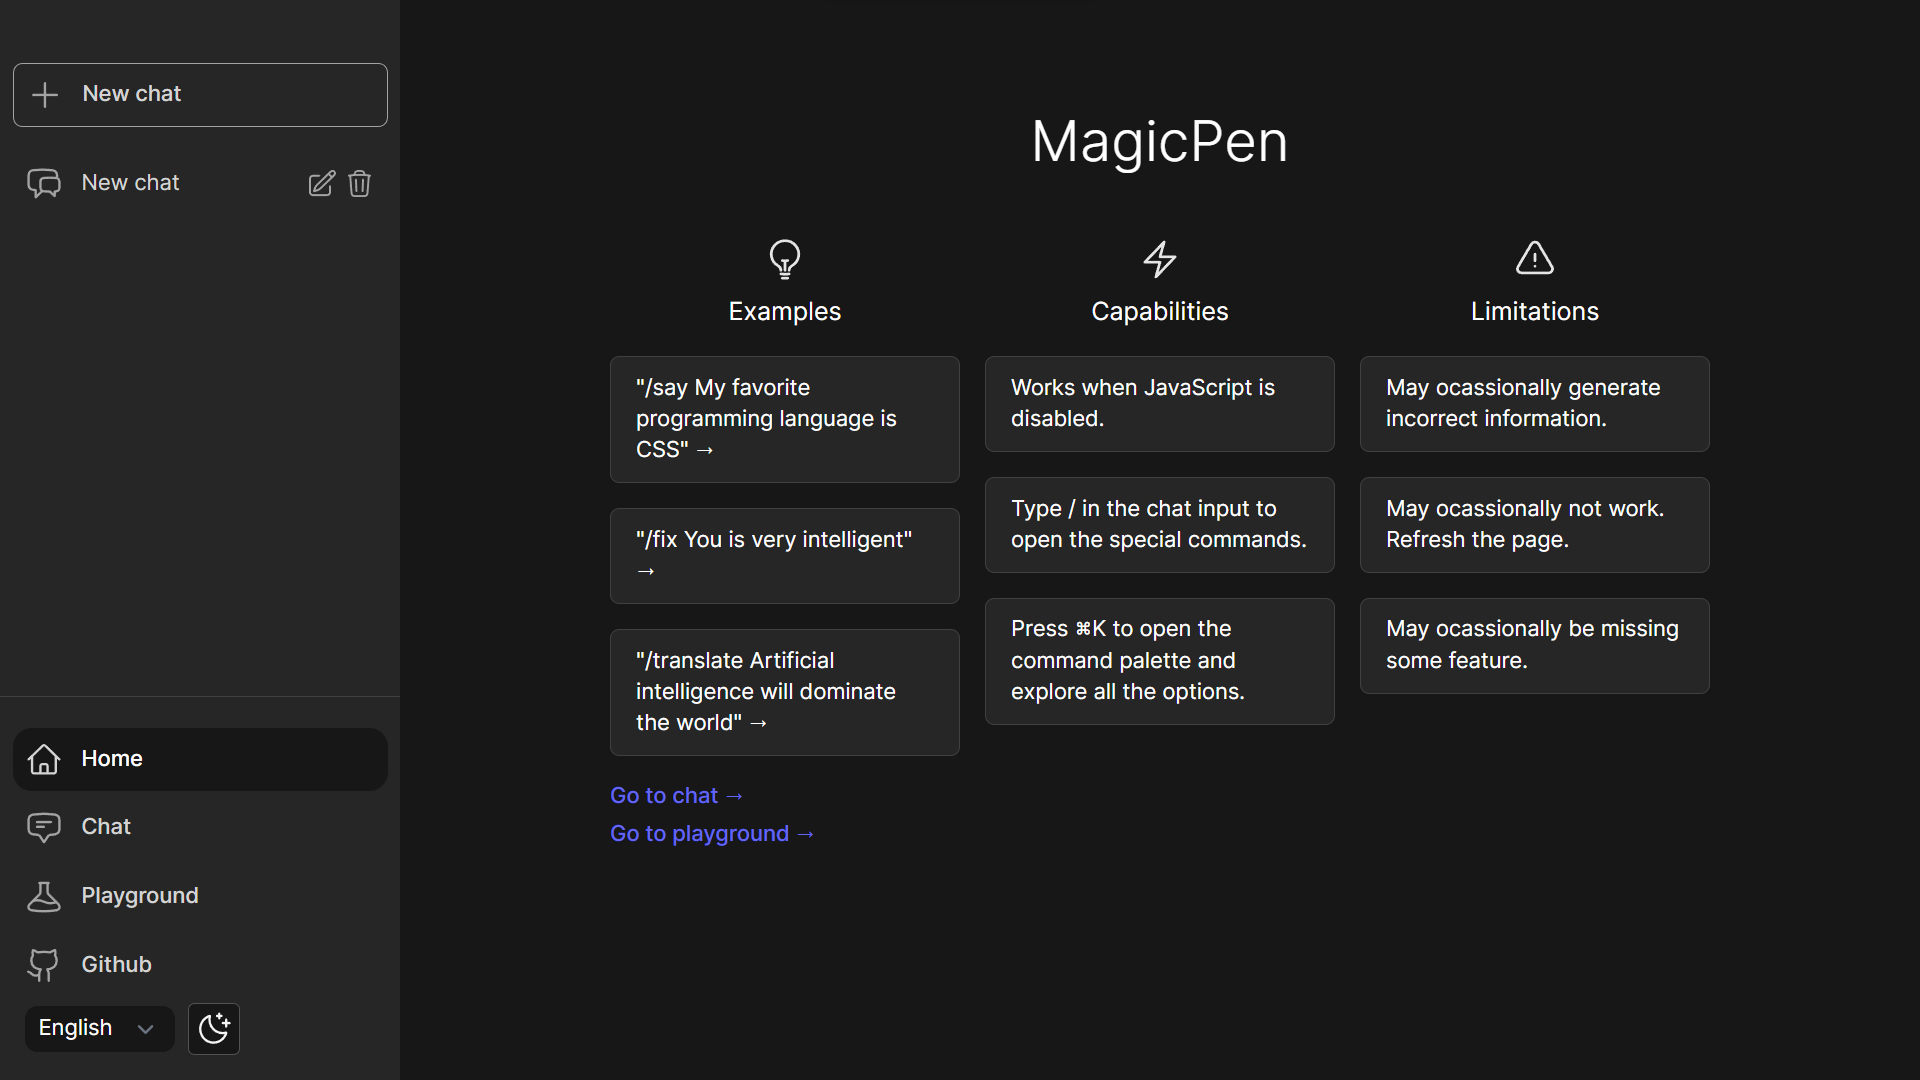 New chat
New chat
Home
Chat
Playground
Github
English
MagicPen
Examples
"/say My favorite
programming language is
CSS" →
"/fix You is very intelligent"
→
"/translate Artificial
intelligence will dominate
the world" →
Go to chat →
Go to playground →
Capabilities
Works when JavaScript is
disabled.
Type / in the chat input to
open the special commands.
Press ⌘K to open the
command palette and
explore all the options.
Limitations
May ocassionally generate
incorrect information.
May ocassionally not work.
Refresh the page.
May ocassionally be missing
some feature.